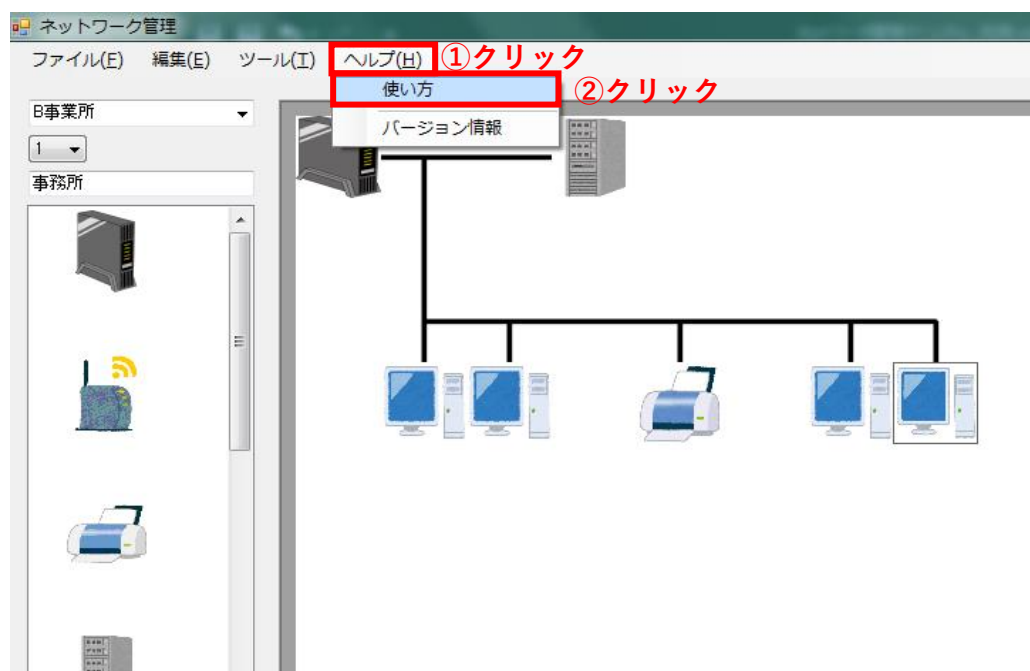 ネットワーク管理
ファイル(F) 編集(E) ツール(T) ヘルプ(H) ①クリック
使い方 ②クリック
バージョン情報
B事業所
1
事務所